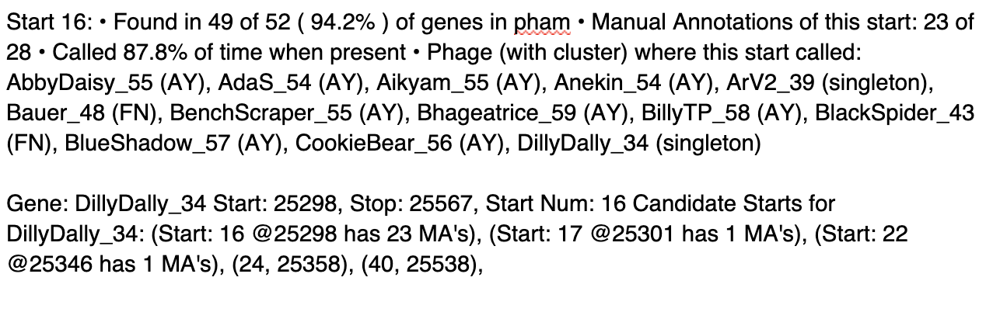 Start 16: • Found in 49 of 52 ( 94.2% ) of genes in pham • Manual Annotations of this start: 23 of
28 • Called 87.8% of time when present • Phage (with cluster) where this start called:
AbbyDaisy_55 (AY), AdaS_54 (AY), Aikyam_55 (AY), Anekin_54 (AY), ArV2_39 (singleton),
Bauer_48 (FN), BenchScraper_55 (AY), Bhageatrice_59 (AY), BillyTP_58 (AY), BlackSpider_43
(FN), BlueShadow_57 (AY), CookieBear_56 (AY), DillyDally_34 (singleton)
Gene: DillyDally_34 Start: 25298, Stop: 25567, Start Num: 16 Candidate Starts for
DillyDally_34: (Start: 16 @25298 has 23 MA's), (Start: 17 @25301 has 1 MA's), (Start: 22
@25346 has 1 MA's), (24, 25358), (40, 25538),